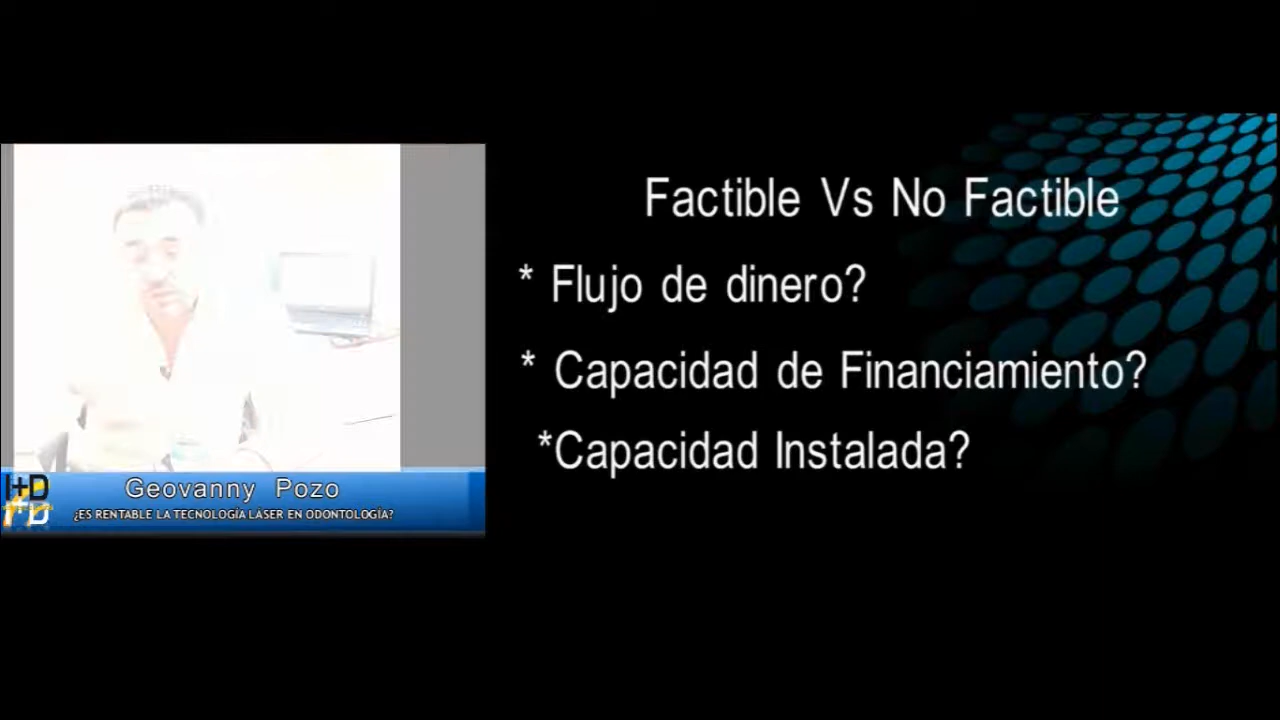 Factible Vs No Factible
* Flujo de dinero?
* Capacidad de Financiamiento?
*Capacidad Instalada?
I+D
Geovanny Pozo
¿ES RENTABLE LA TECNOLOGÍA LÁSER EN ODONTOLOGÍA?